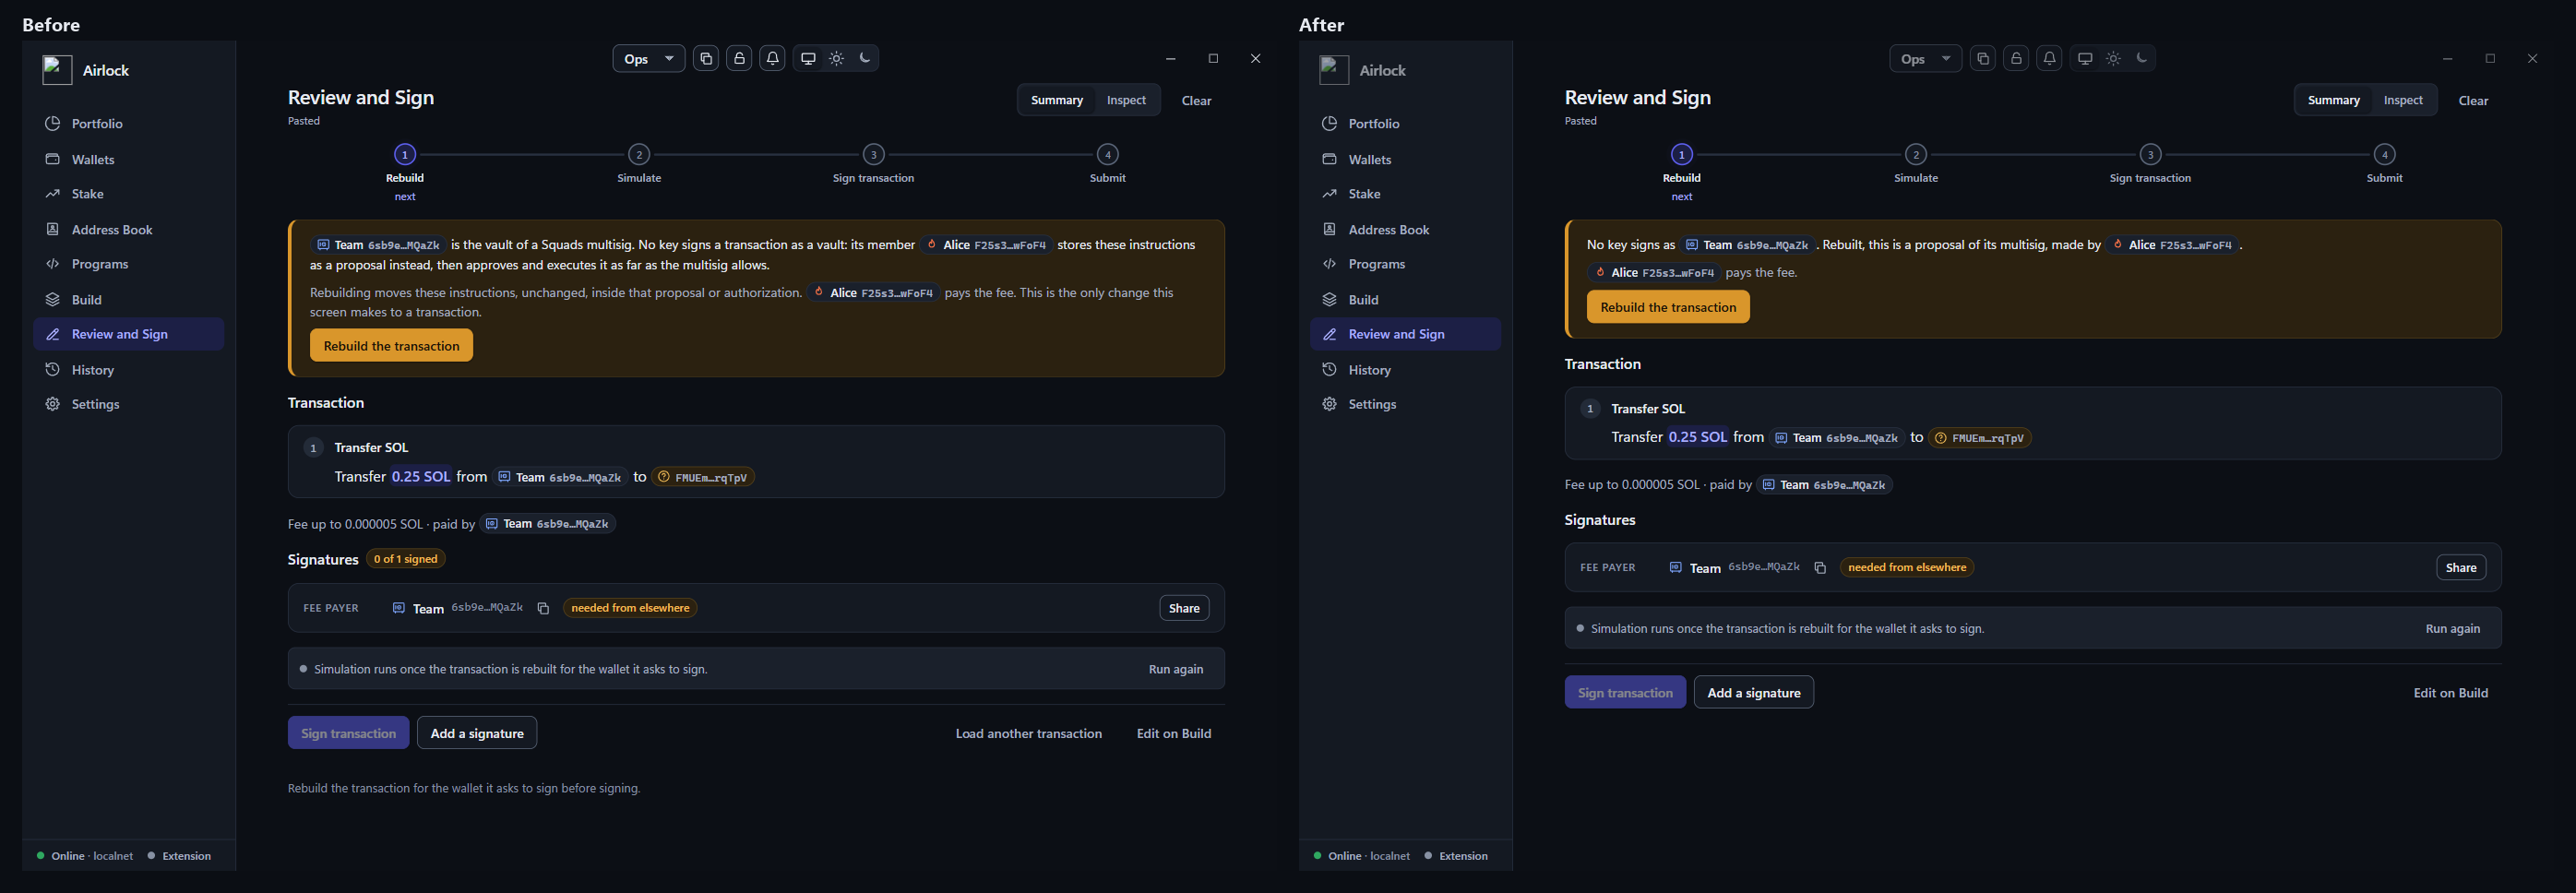 Before
Airlock
Ops
Portfolio
Wallets
Stake
Address Book
Programs
Build
Review and Sign
History
Settings
Online · localnet
Extension
Review and Sign
Pasted
Summary
Inspect
Clear
1
2
3
4
Rebuild
Simulate
Sign transaction
Submit
next
Team 6sb9e…MQaZk is the vault of a Squads multisig. No key signs a transaction as a vault: its member Alice F25s3…wFoF4 stores these instructions
as a proposal instead, then approves and executes it as far as the multisig allows.
Rebuilding moves these instructions, unchanged, inside that proposal or authorization. Alice F25s3…wFoF4 pays the fee. This is the only change this
screen makes to a transaction.
Rebuild the transaction
Transaction
1 Transfer SOL
Transfer 0.25 SOL from Team 6sb9e…MQaZk to FMUEm…rqTpV
Fee up to 0.000005 SOL · paid by Team 6sb9e…MQaZk
Signatures 0 of 1 signed
FEE PAYER Team 6sb9e…MQaZk needed from elsewhere Share
Simulation runs once the transaction is rebuilt for the wallet it asks to sign. Run again
Sign transaction
Add a signature
Load another transaction
Edit on Build
Rebuild the transaction for the wallet it asks to sign before signing.
After
Airlock
Ops
Portfolio
Wallets
Stake
Address Book
Programs
Build
Review and Sign
History
Settings
Online · localnet
Extension
Review and Sign
Pasted
Summary
Inspect
Clear
1
2
3
4
Rebuild
Simulate
Sign transaction
Submit
next
No key signs as Team 6sb9e…MQaZk. Rebuilt, this is a proposal of its multisig, made by Alice F25s3…wFoF4.
Alice F25s3…wFoF4 pays the fee.
Rebuild the transaction
Transaction
1 Transfer SOL
Transfer 0.25 SOL from Team 6sb9e…MQaZk to FMUEm…rqTpV
Fee up to 0.000005 SOL · paid by Team 6sb9e…MQaZk
Signatures
FEE PAYER Team 6sb9e…MQaZk needed from elsewhere Share
Simulation runs once the transaction is rebuilt for the wallet it asks to sign. Run again
Sign transaction
Add a signature
Edit on Build